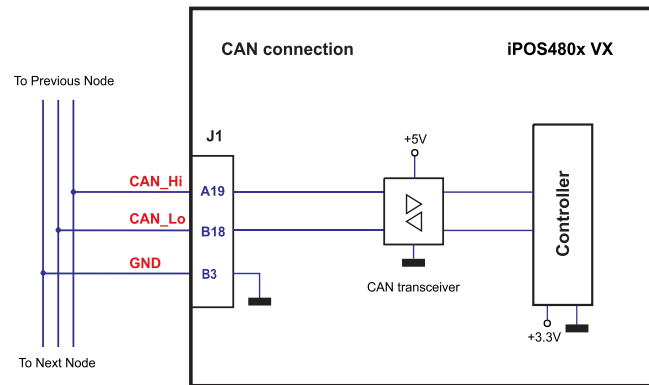 CAN connection
iPOS480x VX
To Previous Node
J1
+5V
CAN_Hi
A19
CAN_Lo
B18
GND
B3
Controller
CAN transceiver
+3.3V
To Next Node